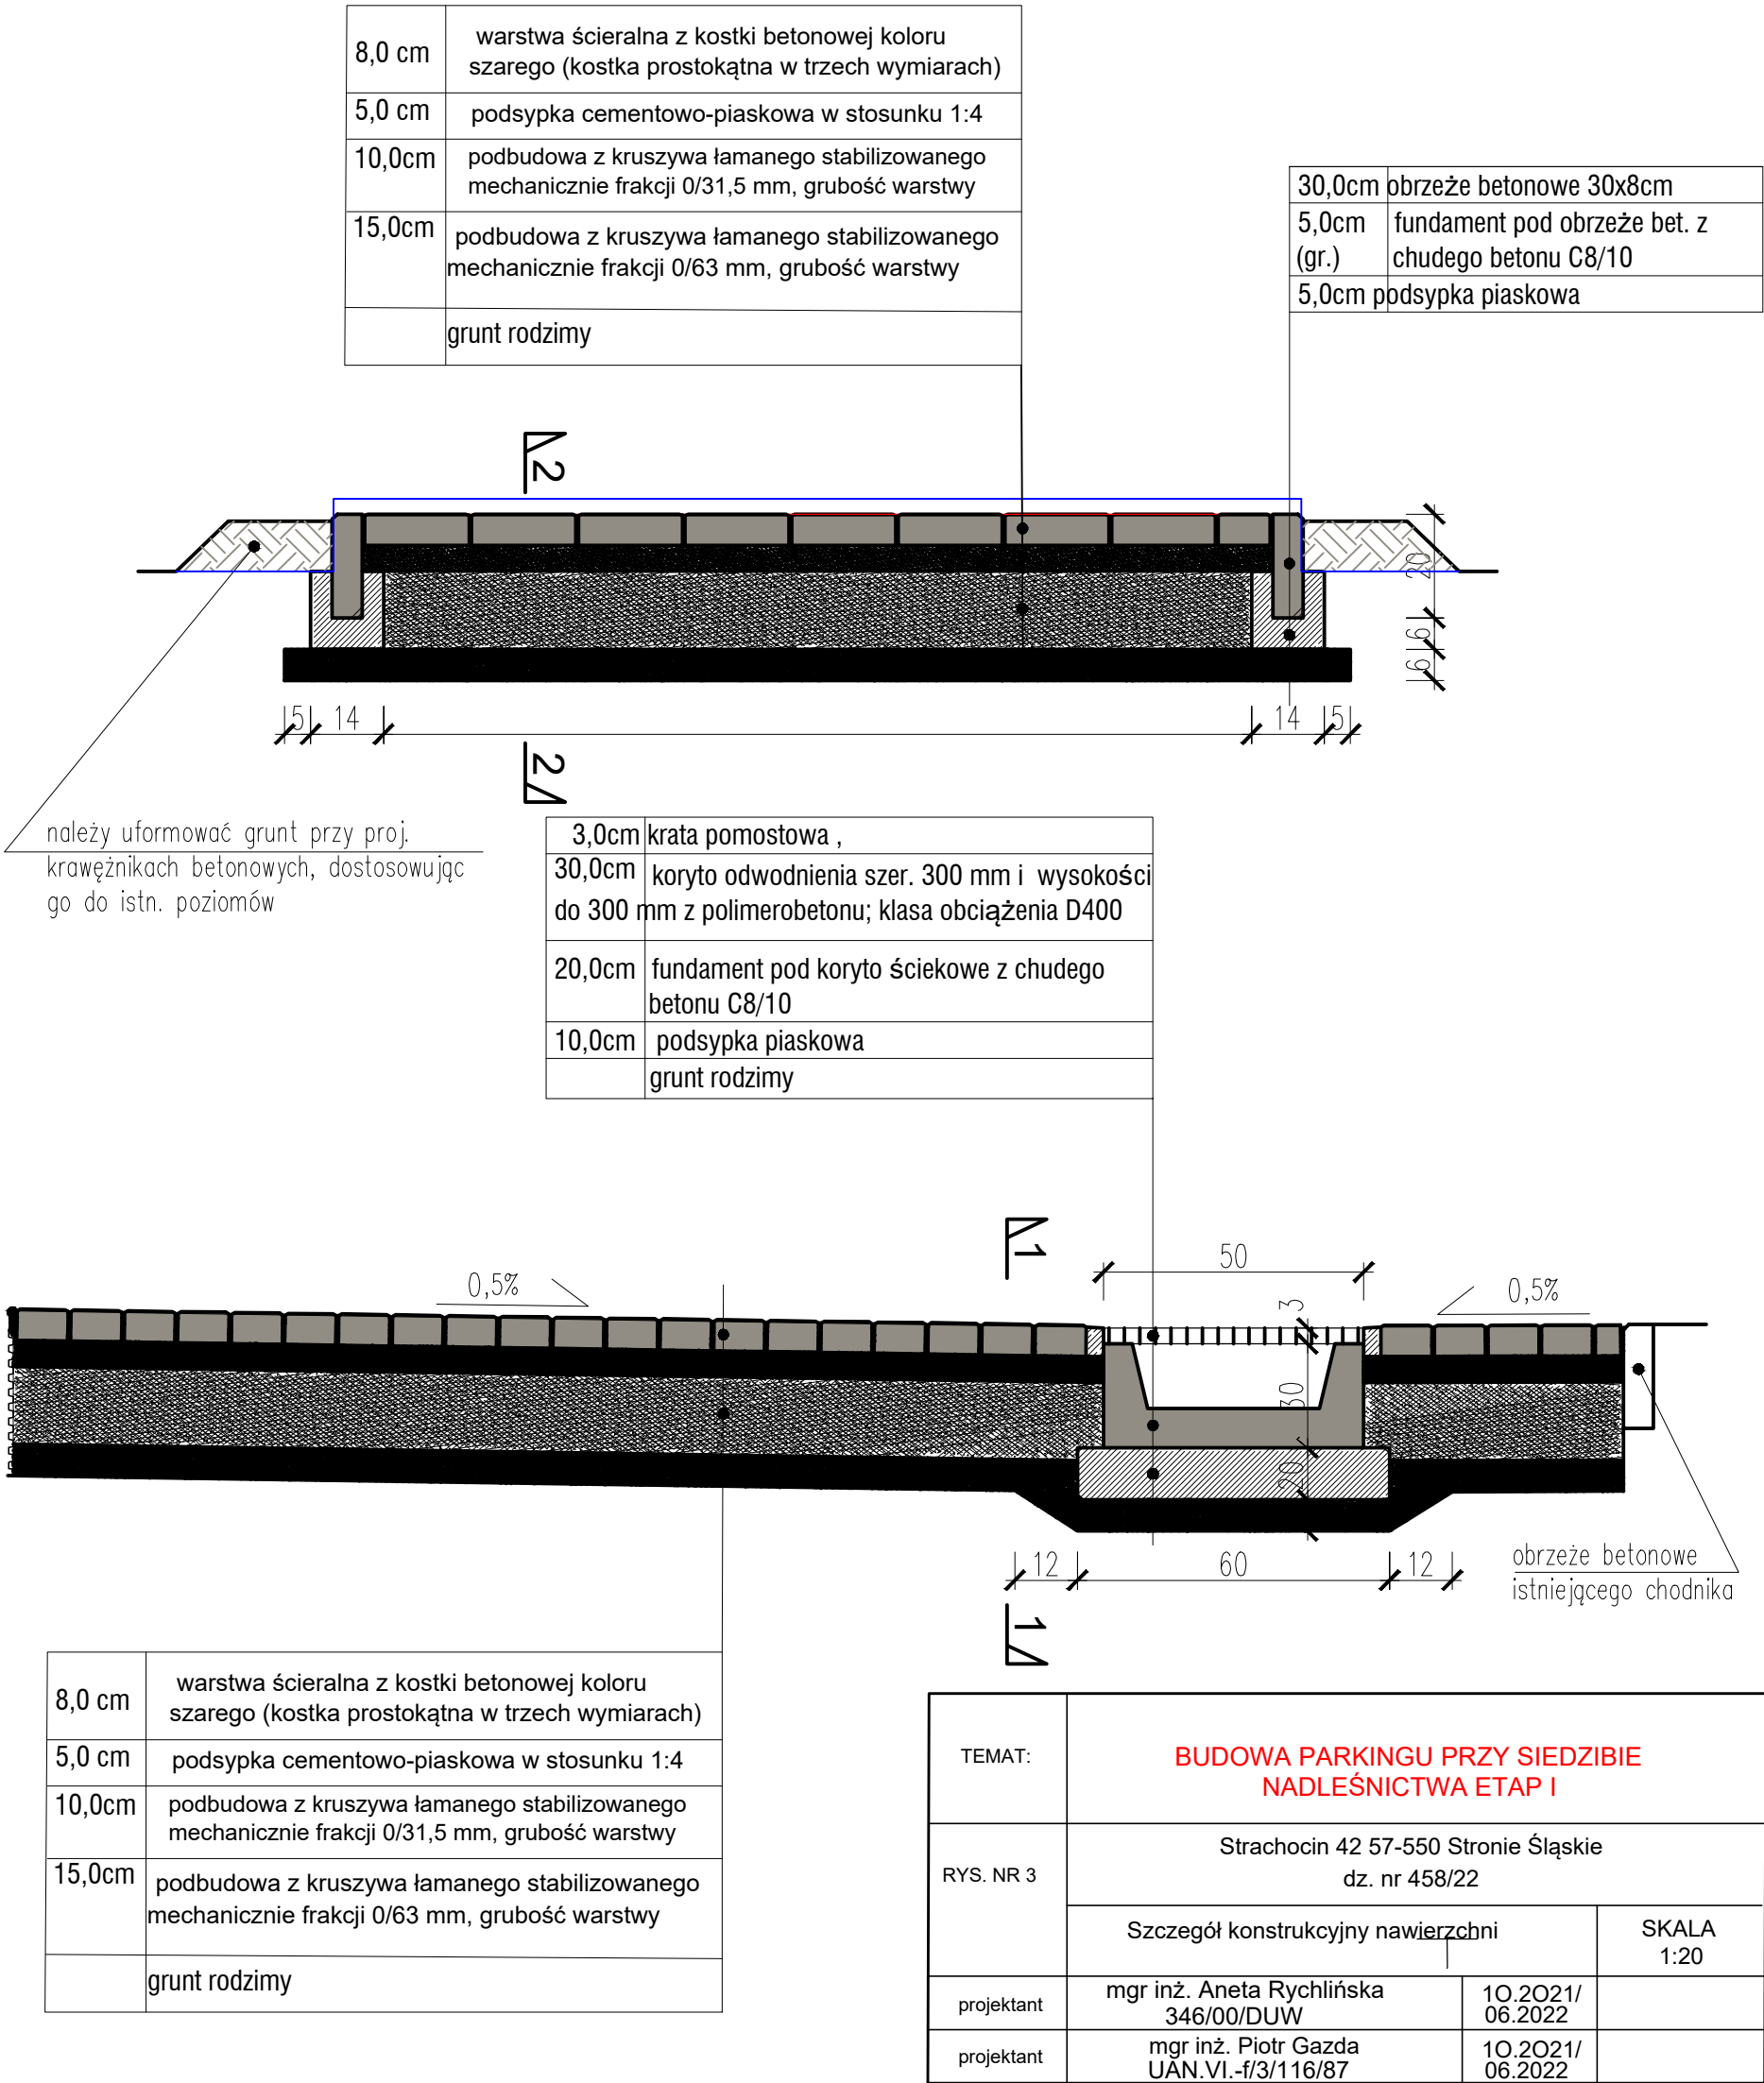 8,0 cm warstwa ścieralna z kostki betonowej koloru
szarego (kostka prostokątna w trzech wymiarach)
5,0 cm podsypka cementowo-piaskowa w stosunku 1:4
10,0cm podbudowa z kruszywa łamanego stabilizowanego
mechanicznie frakcji 0/31,5 mm, grubość warstwy
15,0cm podbudowa z kruszywa łamanego stabilizowanego
mechanicznie frakcji 0/63 mm, grubość warstwy
grunt rodzimy
30,0cm obrzeże betonowe 30x8cm
5,0cm fundament pod obrzeże bet. z
(gr.) chudego betonu C8/10
5,0cm podsypka piaskowa
2
20
6
6
5 14 14 5
2
należy uformować grunt przy proj.
krawężnikach betonowych, dostosowując
go do istn. poziomów
3,0cm krata pomostowa ,
30,0cm koryto odwodnienia szer. 300 mm i wysokości
do 300 mm z polimerobetonu; klasa obciążenia D400
20,0cm fundament pod koryto ściekowe z chudego
betonu C8/10
10,0cm podsypka piaskowa
grunt rodzimy
1
50
0,5%
0,5%
3
30
20
12 60 12
1
obrzeże betonowe
istniejącego chodnika
8,0 cm warstwa ścieralna z kostki betonowej koloru
szarego (kostka prostokątna w trzech wymiarach)
5,0 cm podsypka cementowo-piaskowa w stosunku 1:4
10,0cm podbudowa z kruszywa łamanego stabilizowanego
mechanicznie frakcji 0/31,5 mm, grubość warstwy
15,0cm podbudowa z kruszywa łamanego stabilizowanego
mechanicznie frakcji 0/63 mm, grubość warstwy
grunt rodzimy
TEMAT: BUDOWA PARKINGU PRZY SIEDZIBIE
NADLEŚNICTWA ETAP I
RYS. NR 3
Strachocin 42 57-550 Stronie Śląskie
dz. nr 458/22
Szczegół konstrukcyjny nawierzchni
SKALA
1:20
projektant mgr inż. Aneta Rychlińska 10.2021/
346/00/DUW 06.2022
projektant mgr inż. Piotr Gazda 10.2021/
UAN.VI.-f/3/116/87 06.2022